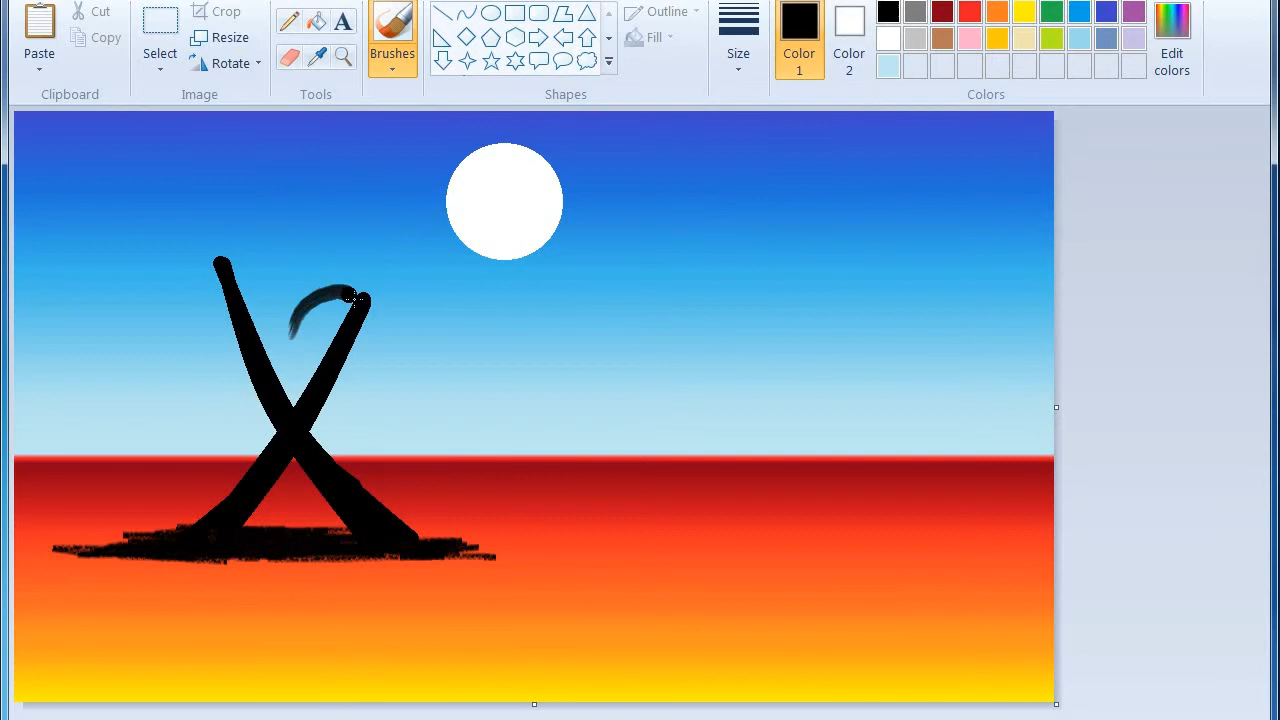 Paste
Cut
Copy
Clipboard
Select
Crop
Resize
Rotate
Image
A
Tools
Brushes
Shapes
Outline
Fill
Size
Color
1
Color
2
Edit
colors
Colors